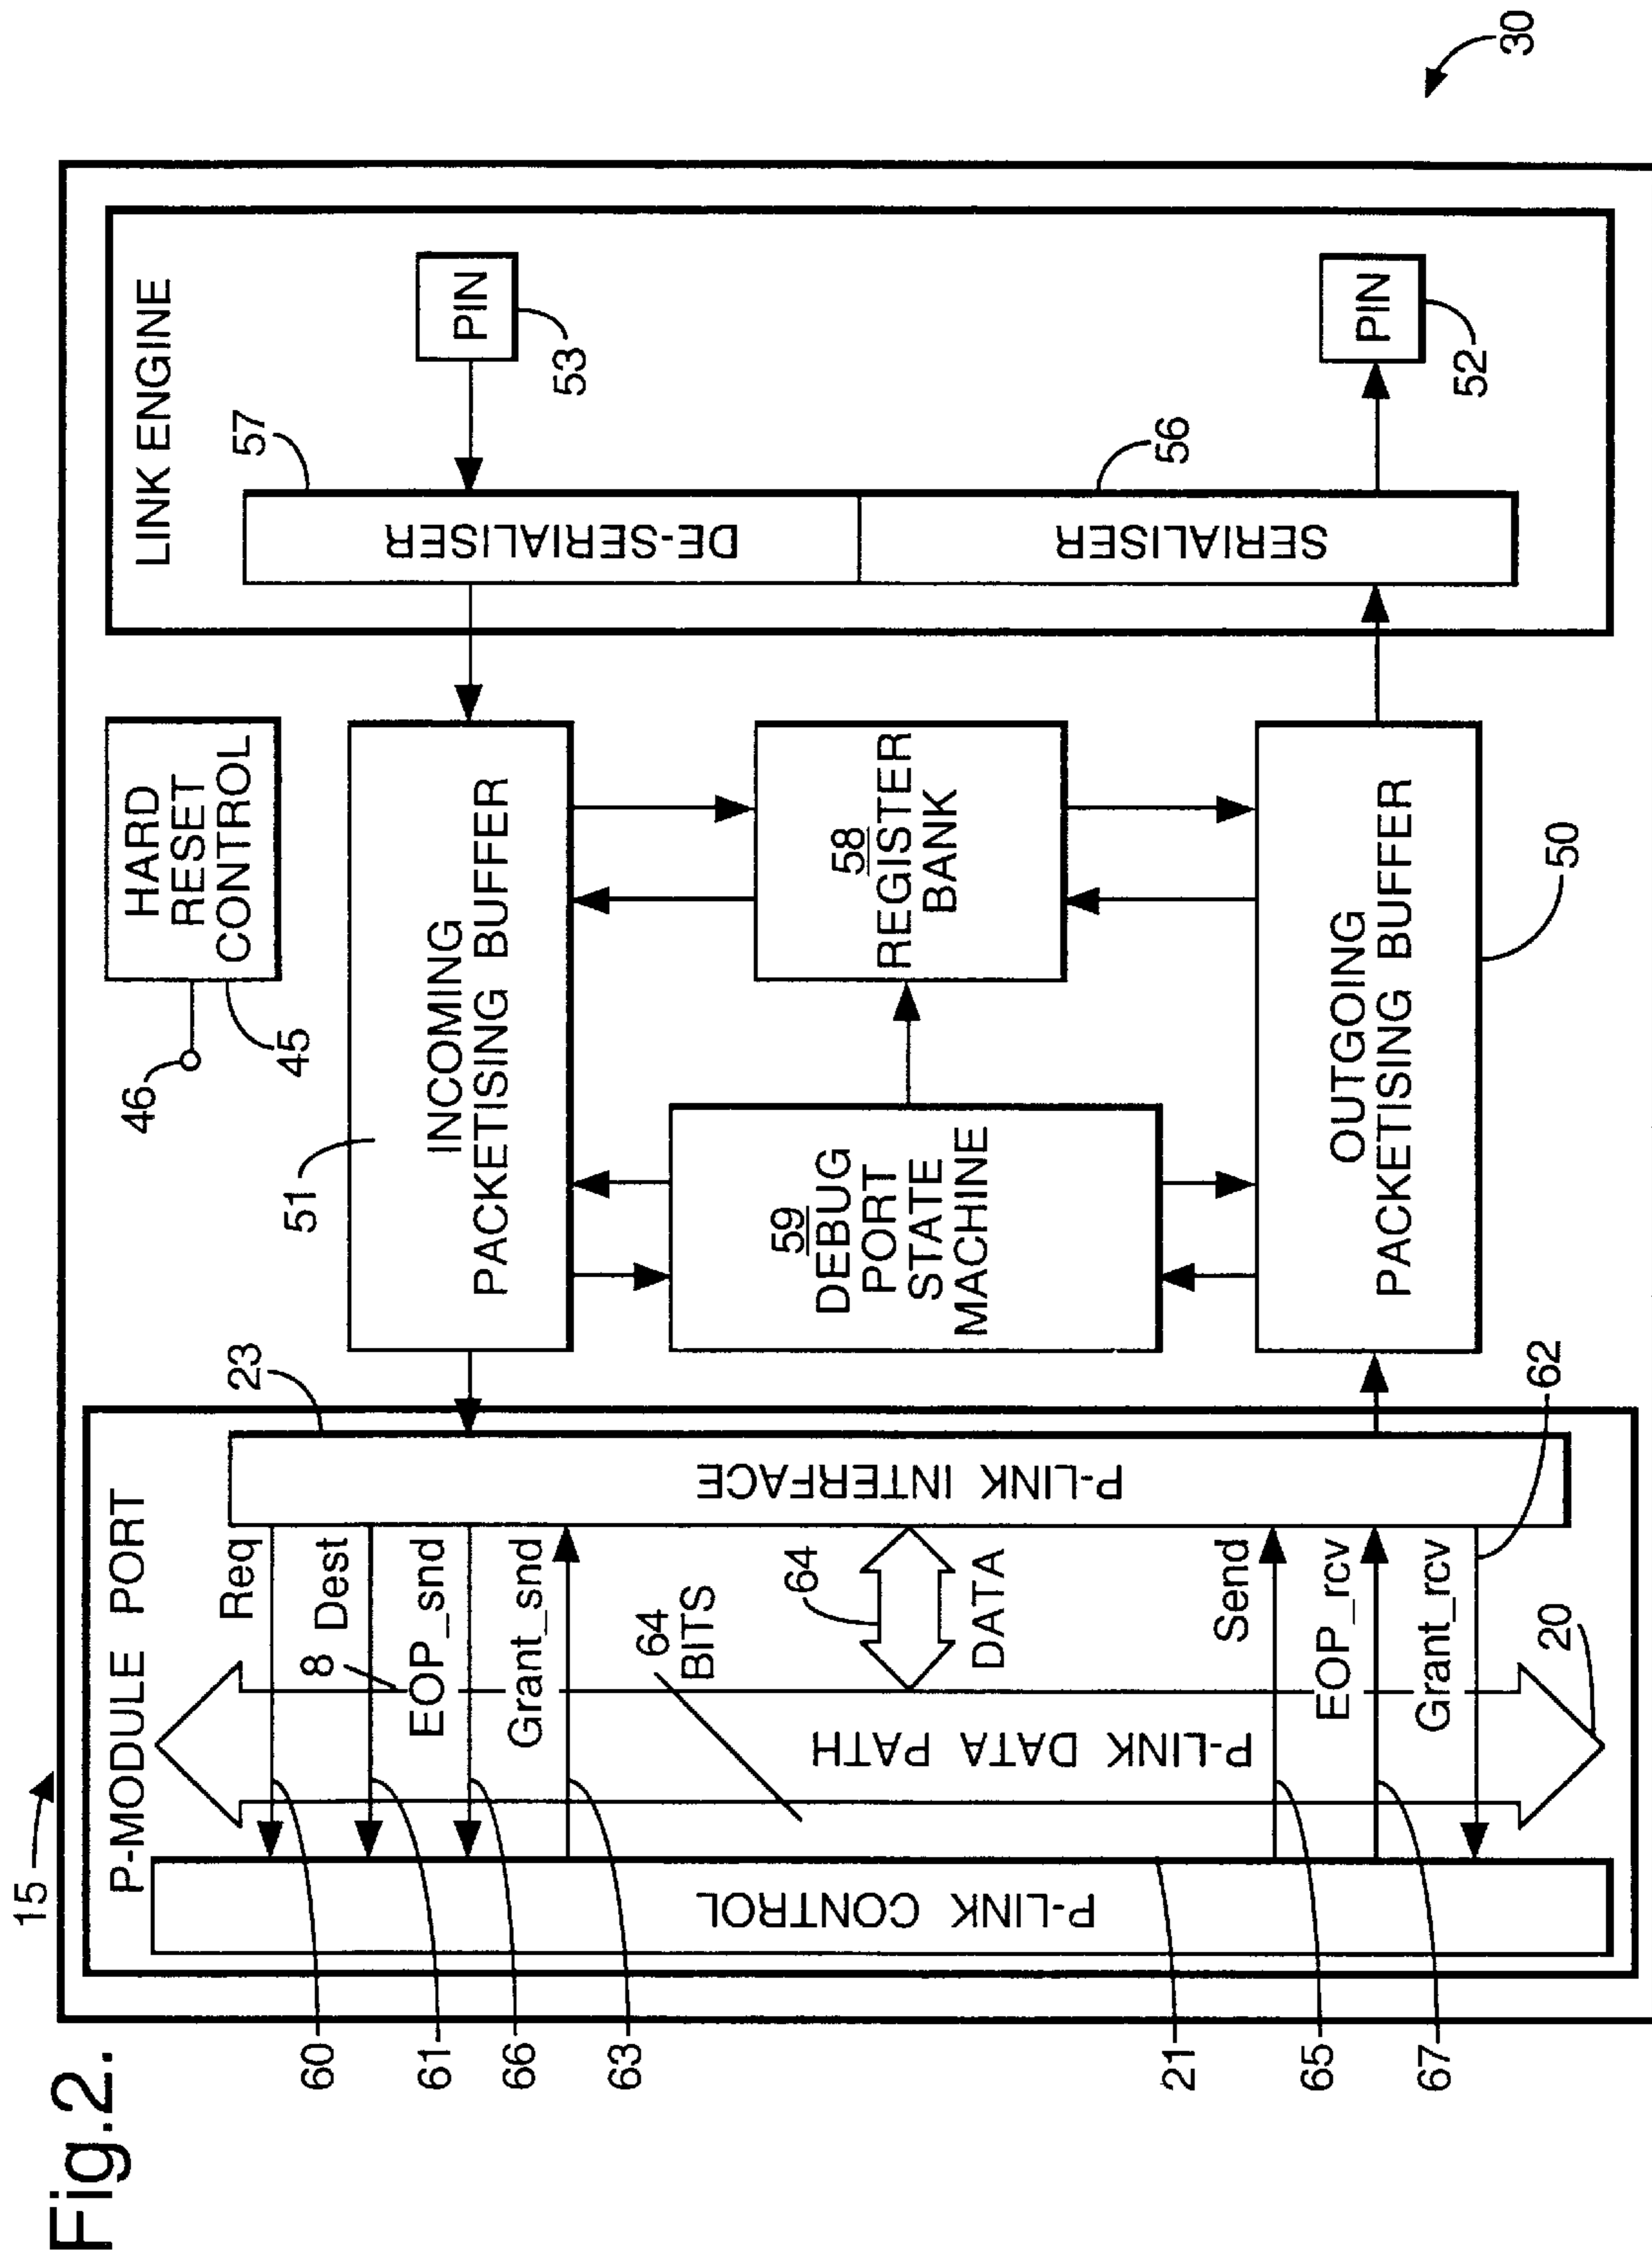 Fig.2.
15
P-MODULE PORT
P-LINK CONTROL
P-LINK DATA PATH
P-LINK INTERFACE
Req
8
Dest
EOP_snd
Grant_snd
64
BITS
64
DATA
Send
EOP_rcv
Grant_rcv
20
62
23
60
61
66
63
21
65
67
46
45
HARD
RESET
CONTROL
51
INCOMING
PACKETISING BUFFER
59
DEBUG
PORT
STATE
MACHINE
58
REGISTER
BANK
OUTGOING
PACKETISING BUFFER
50
LINK ENGINE
57
DE-SERIALISER
SERIALISER
56
PIN
53
PIN
52
30